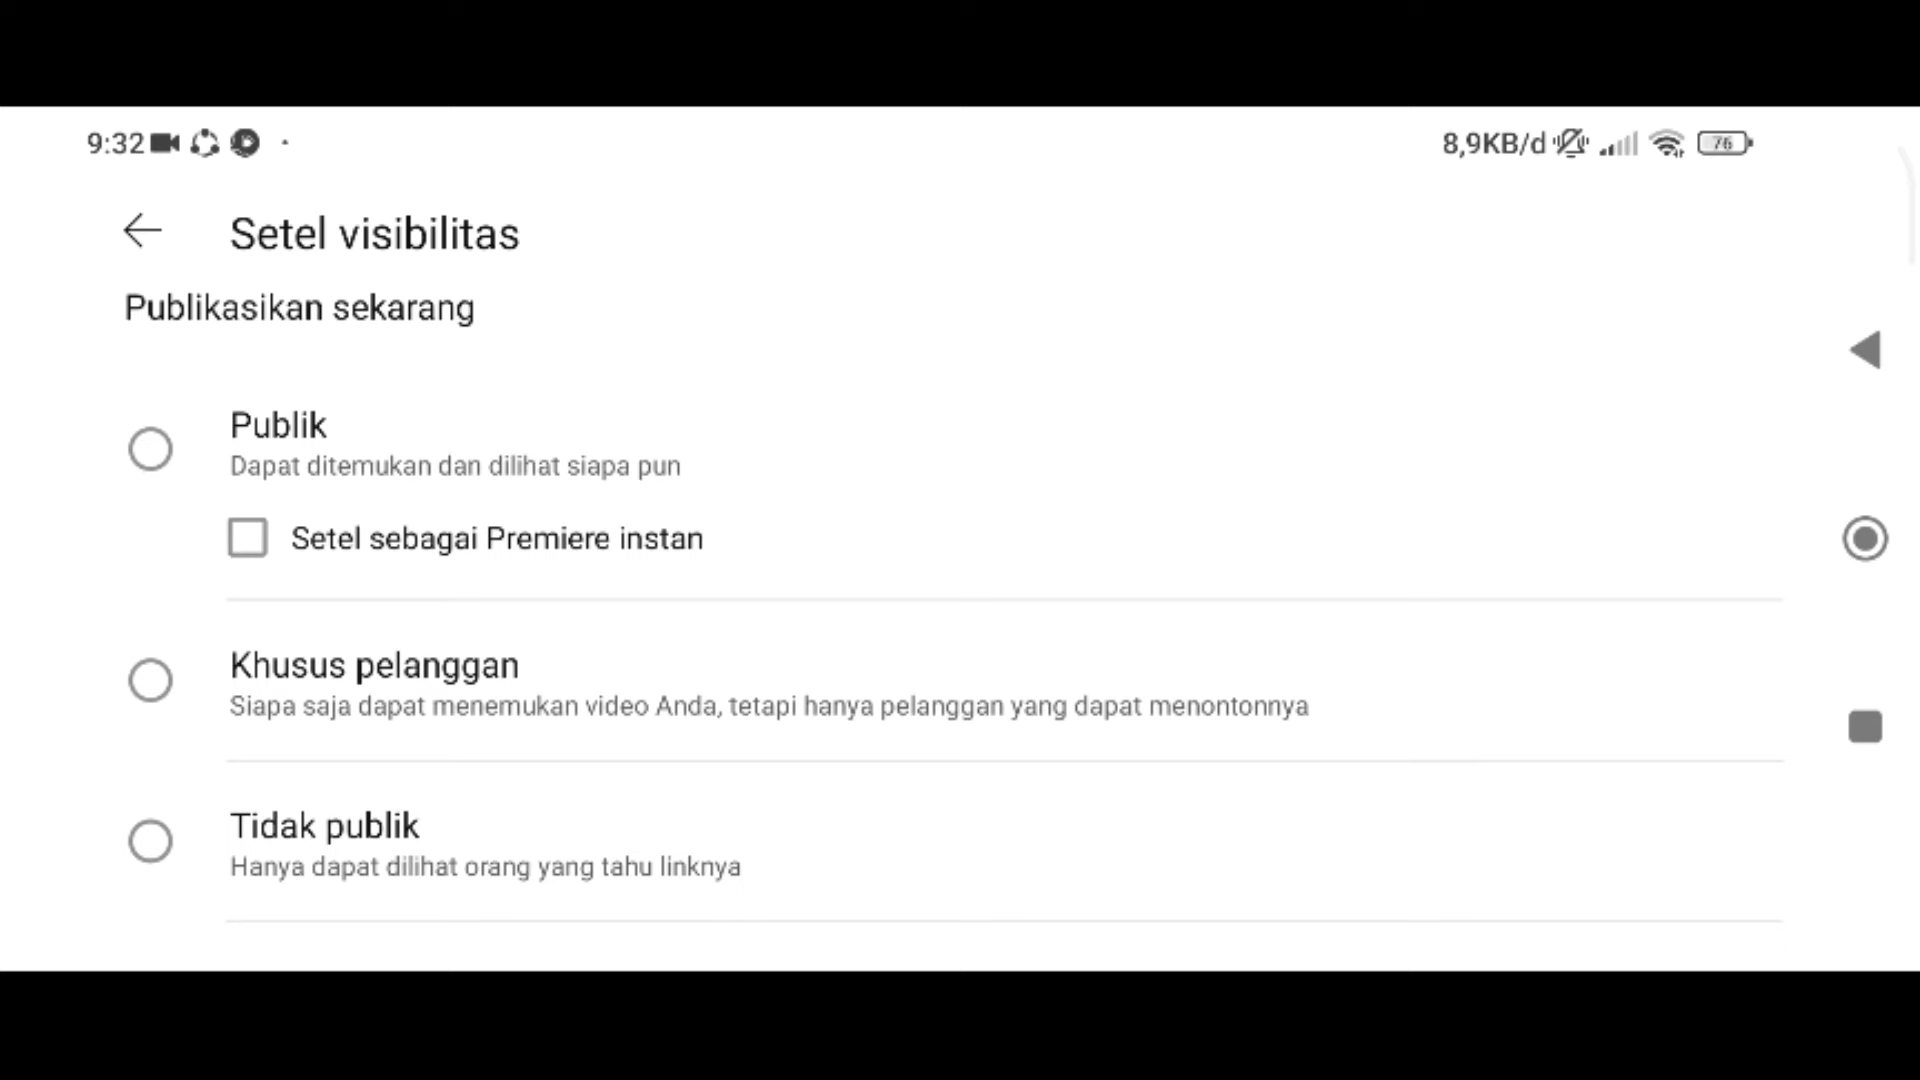 9:32 8,9KB/d 76
Setel visibilitas
Publikasikan sekarang
Publik
Dapat ditemukan dan dilihat siapa pun
Setel sebagai Premiere instan
Khusus pelanggan
Siapa saja dapat menemukan video Anda, tetapi hanya pelanggan yang dapat menontonnya
Tidak publik
Hanya dapat dilihat orang yang tahu linknya